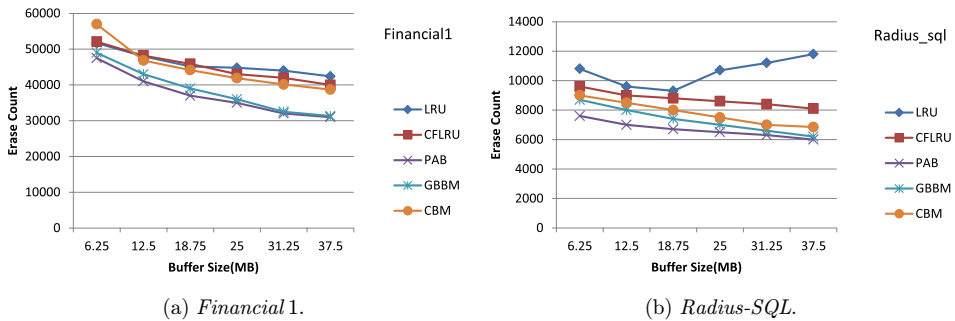 60000
50000
40000
30000
20000
10000
0
Erase Count
6.25 12.5 18.75 25 31.25 37.5
Buffer Size(MB)
Financial1
LRU
CFLRU
PAB
GBBM
CBM
(a) Financial 1.
14000
12000
10000
8000
6000
4000
2000
0
Erase Count
6.25 12.5 18.75 25 31.25 37.5
Buffer Size(MB)
Radius_sql
LRU
CFLRU
PAB
GBBM
CBM
(b) Radius-SQL.